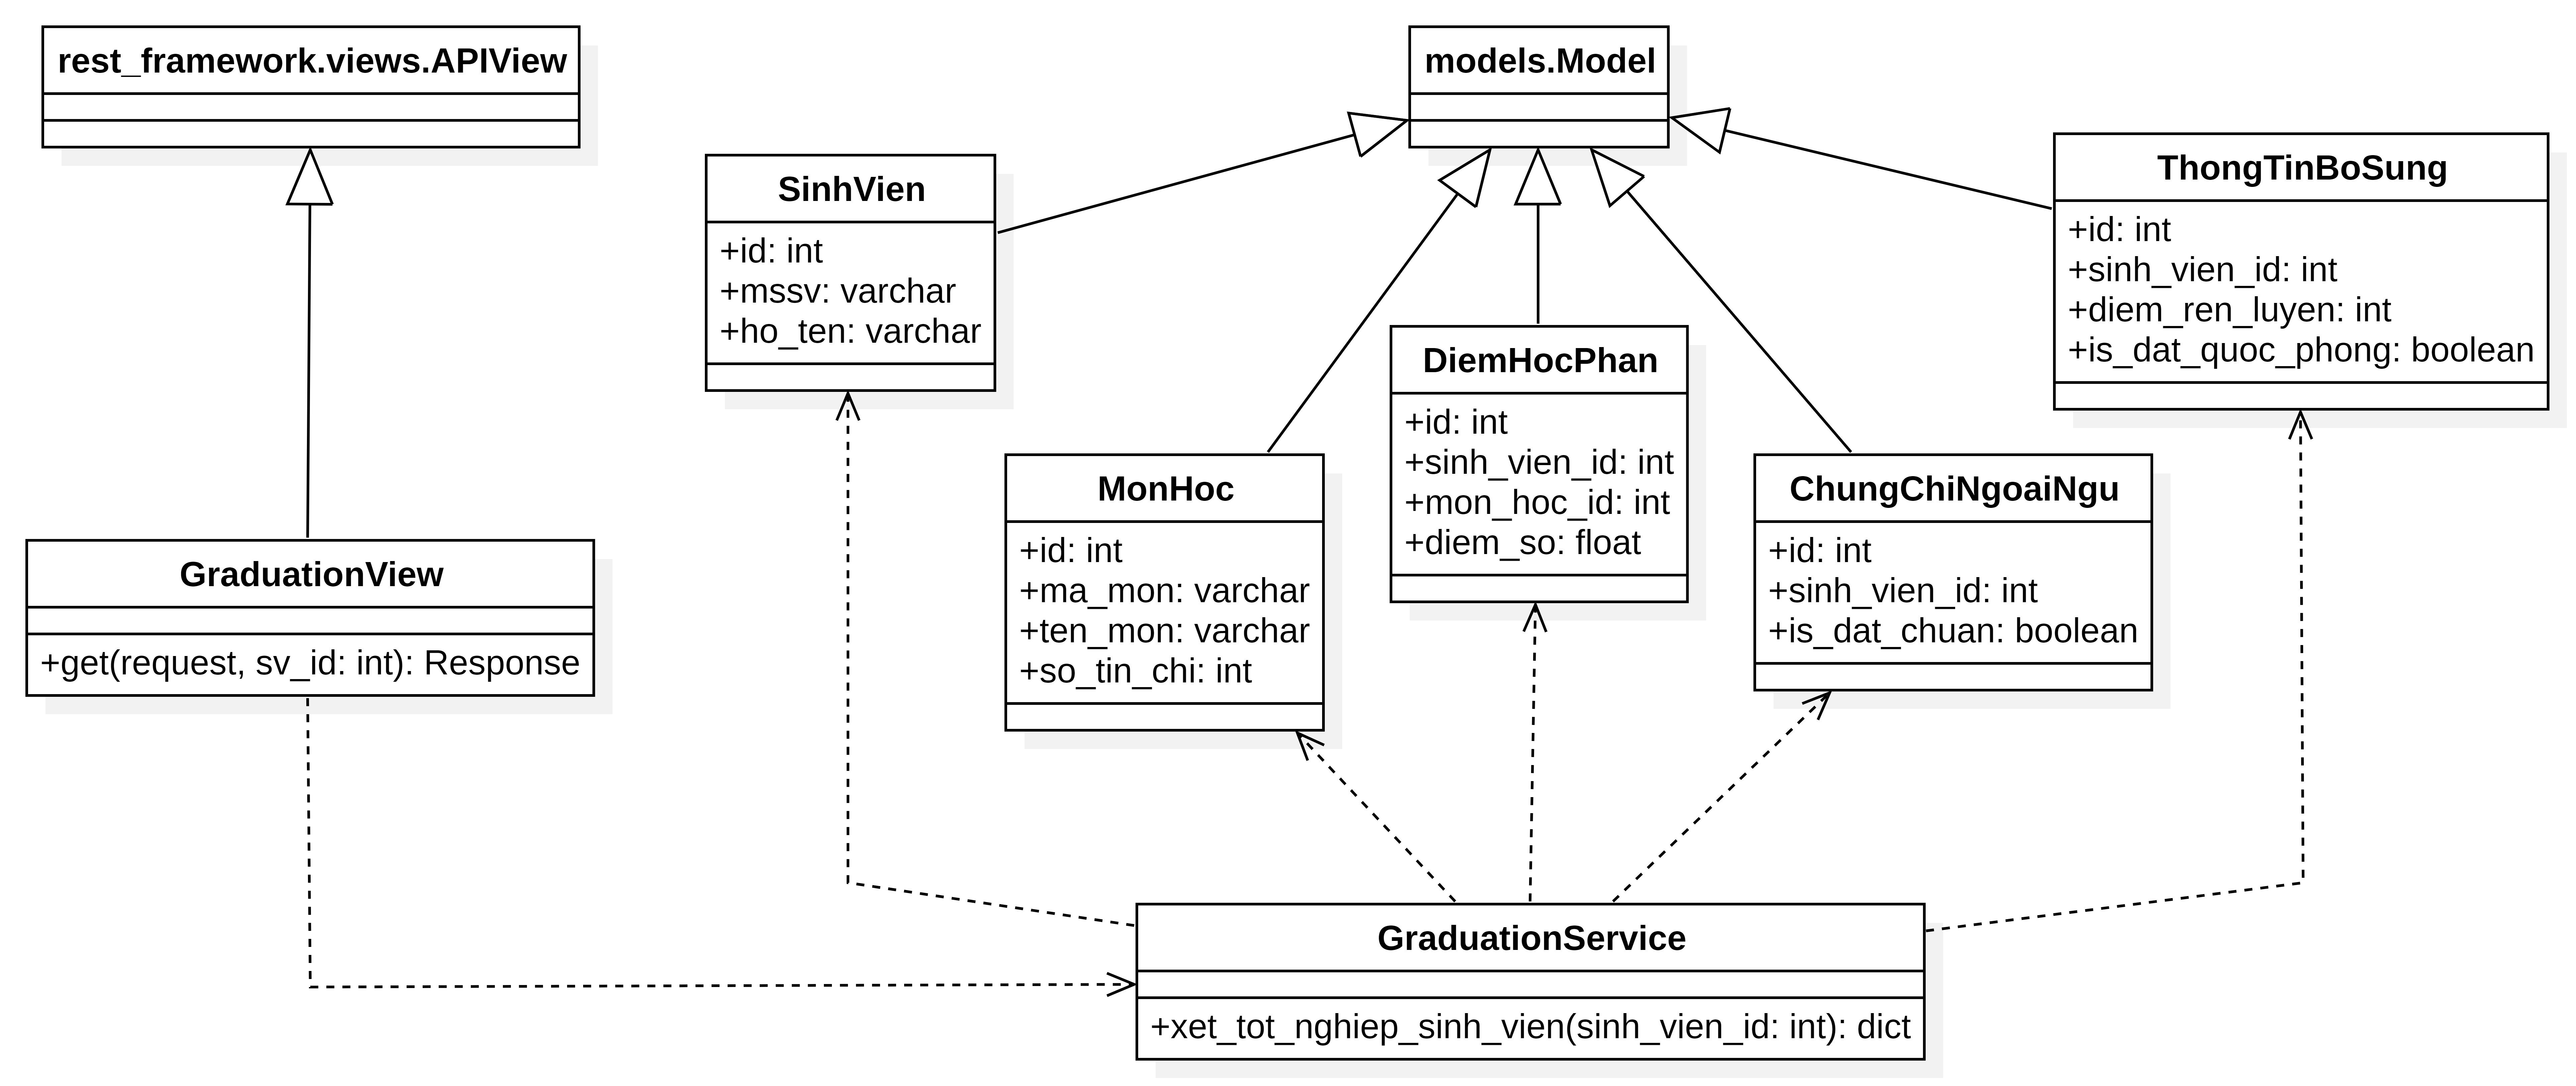 rest_framework.views.APIView
models.Model
SinhVien
+id: int
+mssv: varchar
+ho_ten: varchar
ThongTinBoSung
+id: int
+sinh_vien_id: int
+diem_ren_luyen: int
+is_dat_quoc_phong: boolean
DiemHocPhan
+id: int
+sinh_vien_id: int
+mon_hoc_id: int
+diem_so: float
MonHoc
+id: int
+ma_mon: varchar
+ten_mon: varchar
+so_tin_chi: int
ChungChiNgoaiNgu
+id: int
+sinh_vien_id: int
+is_dat_chuan: boolean
GraduationView
+get(request, sv_id: int): Response
GraduationService
+xet_tot_nghiep_sinh_vien(sinh_vien_id: int): dict